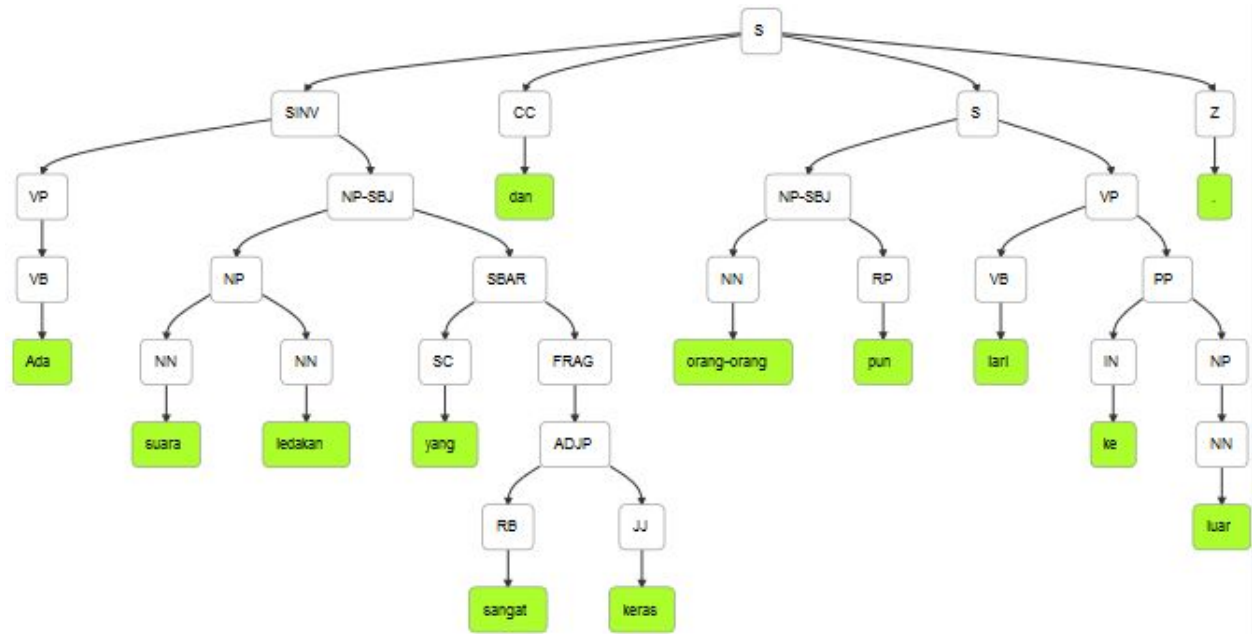 S
SINV CC S Z
VP NP-SBJ dan NP-SBJ VP .
VB NP SBAR NN RP VB PP
Ada NN NN SC FRAG orang-orang pun lari IN NP
suara ledakan yang ADJP ke NN
RB JJ luar
sangat keras